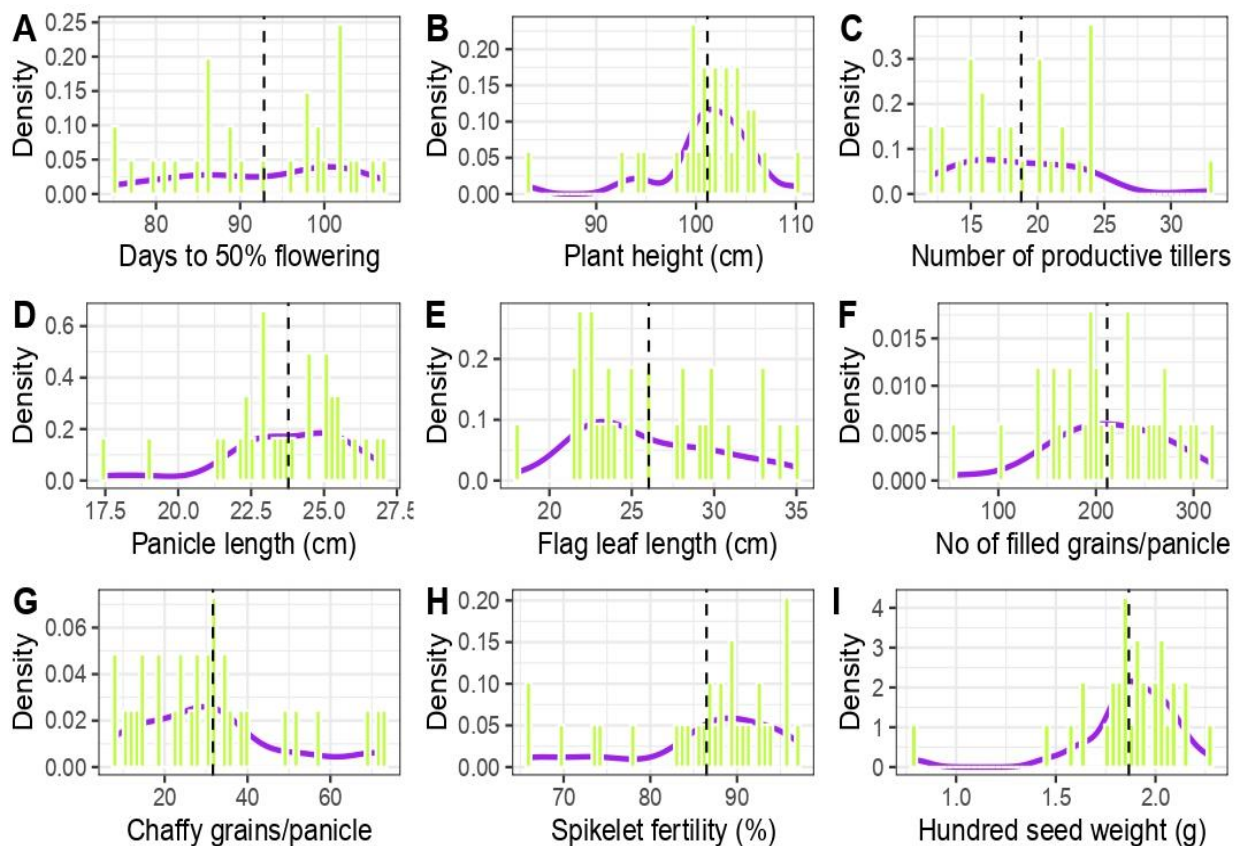 A
Density
0.25
0.20
0.15
0.10
0.05
0.00
80 90 100
Days to 50% flowering
B
Density
0.20
0.15
0.10
0.05
0.00
90 100 110
Plant height (cm)
C
Density
0.3
0.2
0.1
0.0
15 20 25 30
Number of productive tillers
D
Density
0.6
0.4
0.2
0.0
17.5 20.0 22.5 25.0 27.5
Panicle length (cm)
E
Density
0.2
0.1
0.0
20 25 30 35
Flag leaf length (cm)
F
Density
0.015
0.010
0.005
0.000
100 200 300
No of filled grains/panicle
G
Density
0.06
0.04
0.02
0.00
20 40 60
Chaffy grains/panicle
H
Density
0.20
0.15
0.10
0.05
0.00
70 80 90
Spikelet fertility (%)
I
Density
4
3
2
1
0
1.0 1.5 2.0
Hundred seed weight (g)